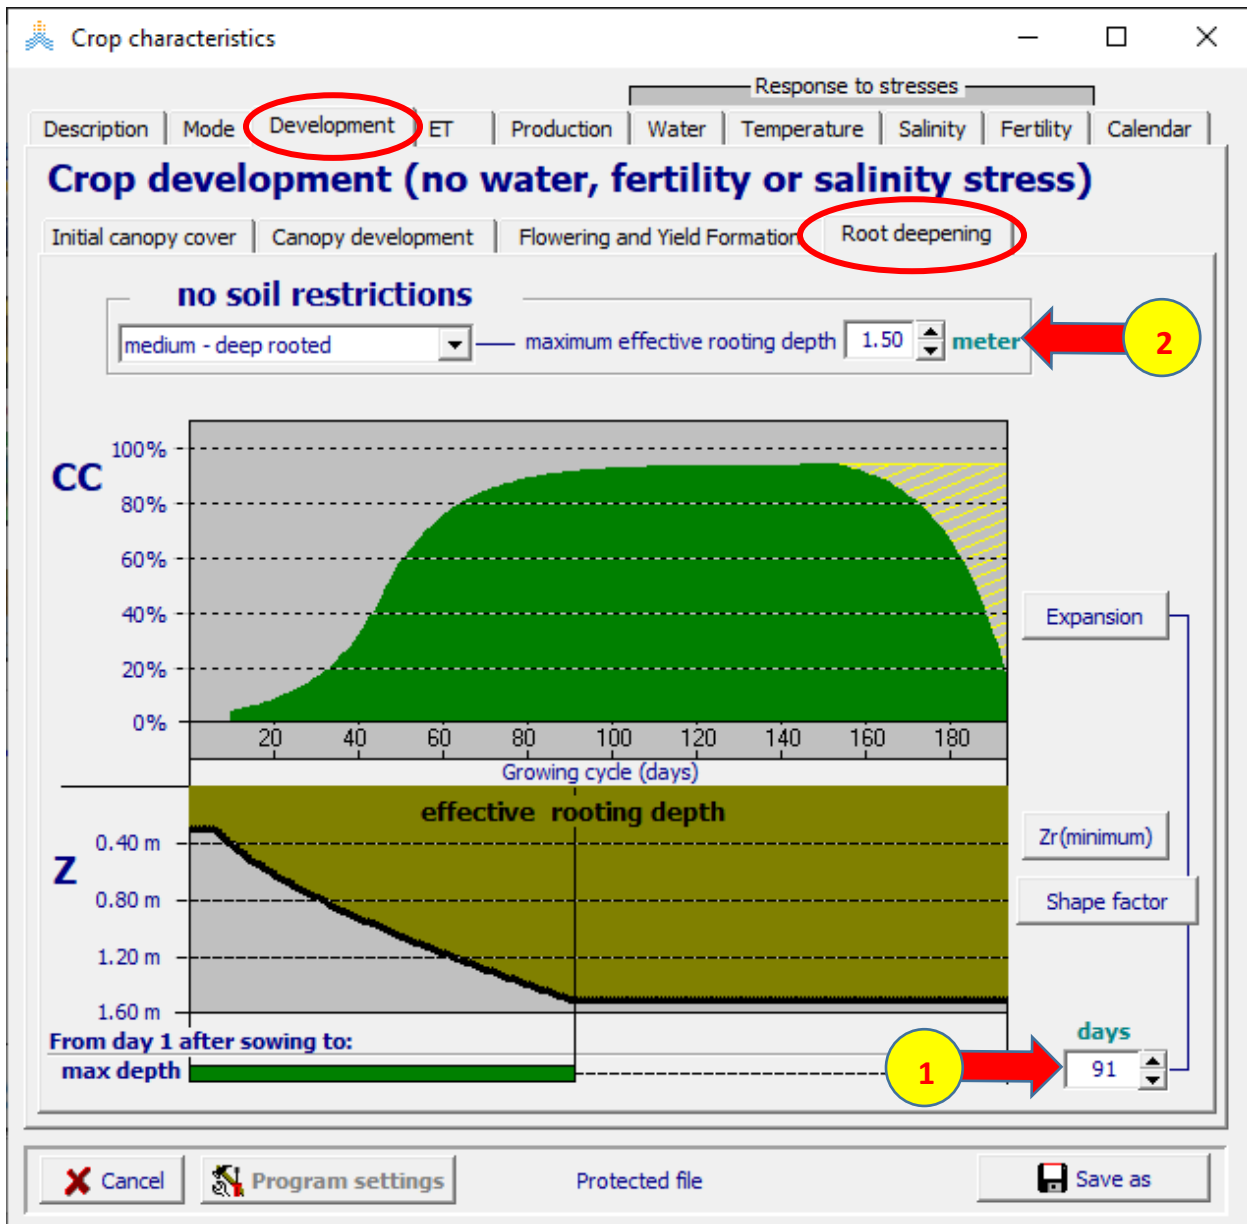 Crop characteristics
Response to stresses
Description Mode Development ET Production Water Temperature Salinity Fertility Calendar
Crop development (no water, fertility or salinity stress)
Initial canopy cover Canopy development Flowering and Yield Formation Root deepening
no soil restrictions
medium - deep rooted maximum effective rooting depth 1.50 meter 2
CC
100%
80%
60%
40%
20%
0%
Expansion
20 40 60 80 100 120 140 160 180
Growing cycle (days)
effective rooting depth
Z
0.40 m
0.80 m
1.20 m
1.60 m
Zr(minimum)
Shape factor
From day 1 after sowing to:
days
max depth 1 91
Cancel Program settings Protected file Save as